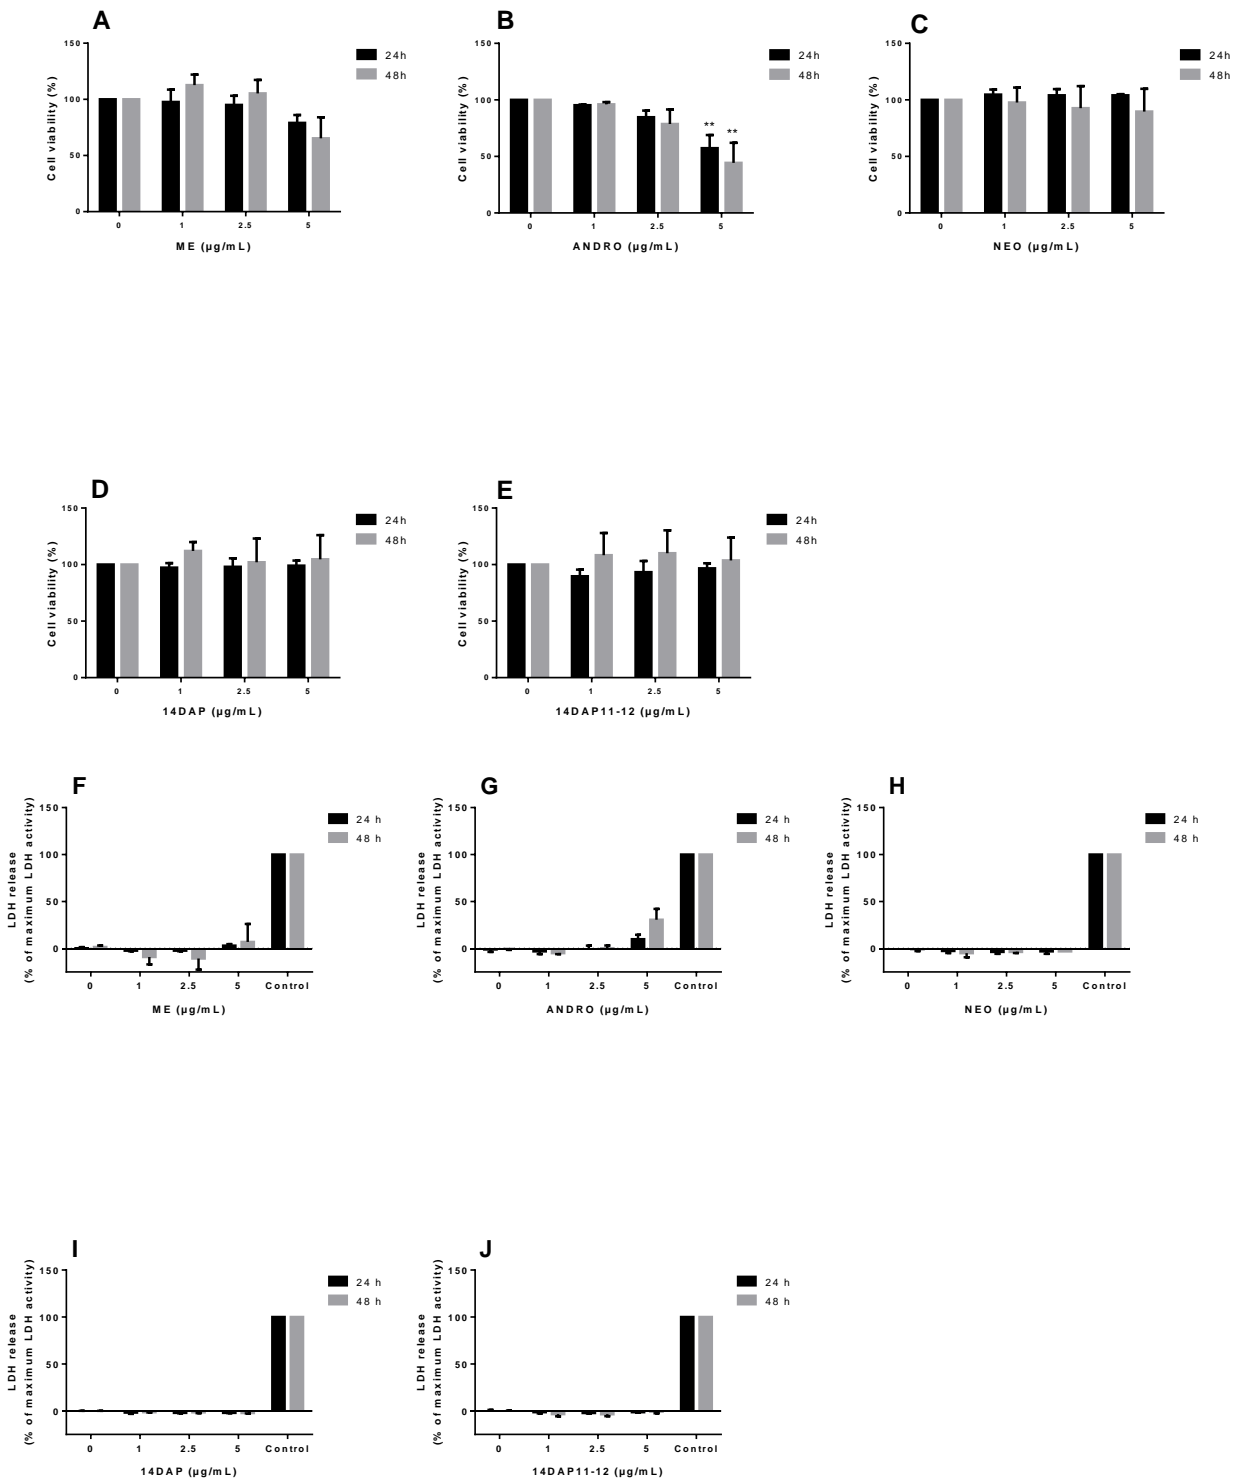 A
150
100
50
0
Cell viability (%)
0 1 2.5 5
ME (µg/mL)
24h
48h
B
150
100
50
0
Cell viability (%)
** **
0 1 2.5 5
ANDRO (µg/mL)
24h
48h
C
150
100
50
0
Cell viability (%)
0 1 2.5 5
NEO (µg/mL)
24h
48h
D
150
100
50
0
Cell viability (%)
0 1 2.5 5
14DAP (µg/mL)
24h
48h
E
150
100
50
0
Cell viability (%)
0 1 2.5 5
14DAP11-12 (µg/mL)
24h
48h
F
150
100
50
0
LDH release
(% of maximum LDH activity)
0 1 2.5 5 Control
ME (µg/mL)
24 h
48 h
G
150
100
50
0
LDH release
(% of maximum LDH activity)
0 1 2.5 5 Control
ANDRO (µg/mL)
24 h
48 h
H
150
100
50
0
LDH release
(% of maximum LDH activity)
0 1 2.5 5 Control
NEO (µg/mL)
24 h
48 h
I
150
100
50
0
LDH release
(% of maximum LDH activity)
0 1 2.5 5 Control
14DAP (µg/mL)
24 h
48 h
J
150
100
50
0
LDH release
(% of maximum LDH activity)
0 1 2.5 5 Control
14DAP11-12 (µg/mL)
24 h
48 h